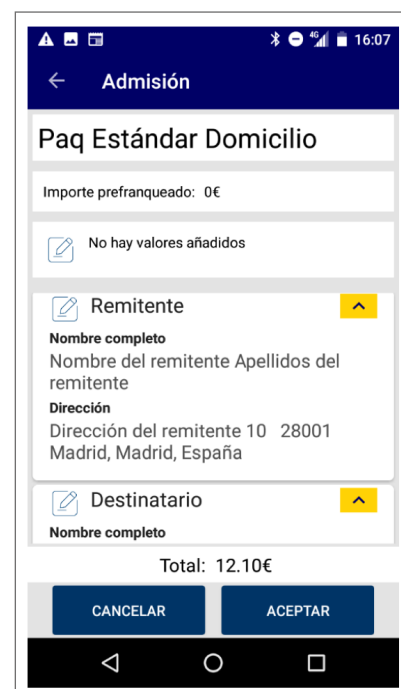 4G 16:07
Admisión
Paq Estándar Domicilio
Importe prefranqueado: 0€
No hay valores añadidos
Remitente
Nombre completo
Nombre del remitente Apellidos del
remitente
Dirección
Dirección del remitente 10 28001
Madrid, Madrid, España
Destinatario
Nombre completo
Total: 12.10€
CANCELAR ACEPTAR